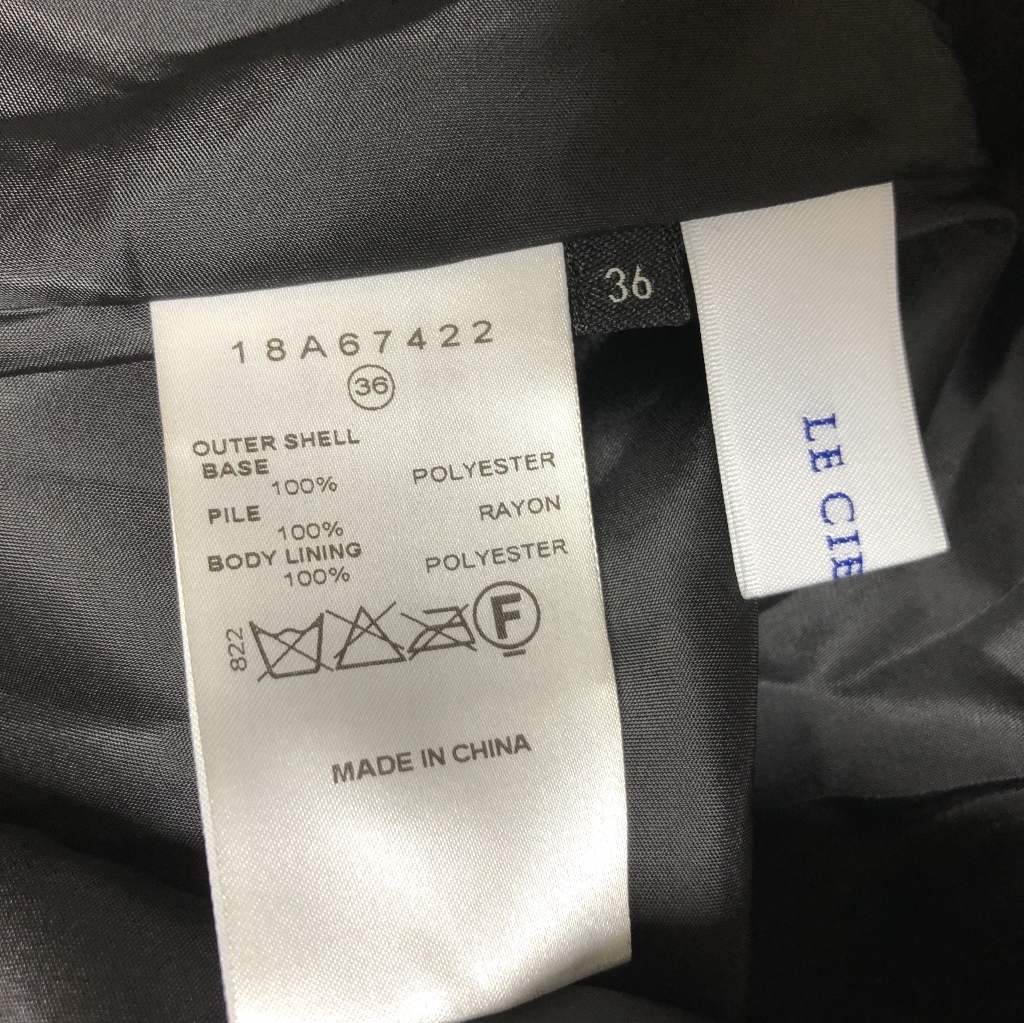 18A67422
36
OUTER SHELL
BASE
100% POLYESTER
PILE
100% RAYON
BODY LINING
100% POLYESTER
822
F
MADE IN CHINA
36
LE CIE